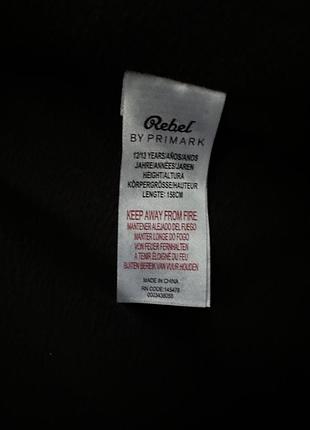 Rebel
BY PRIMARK
12/13 YEARS/AÑOS/ANOS
JAHRE/ANNÉES/JAREN
HEIGHT/ALTURA
KÖRPERGRÖSSE/HAUTEUR
LENGTE: 158CM
KEEP AWAY FROM FIRE
MANTENER ALEJADO DEL FUEGO
MANTER LONGE DO FOGO
VON FEUER FERNHALTEN
A TENIR ÉLOIGNÉ DU FEU
BUITEN BEREIK VAN VUUR HOUDEN
MADE IN CHINA
RN CODE: